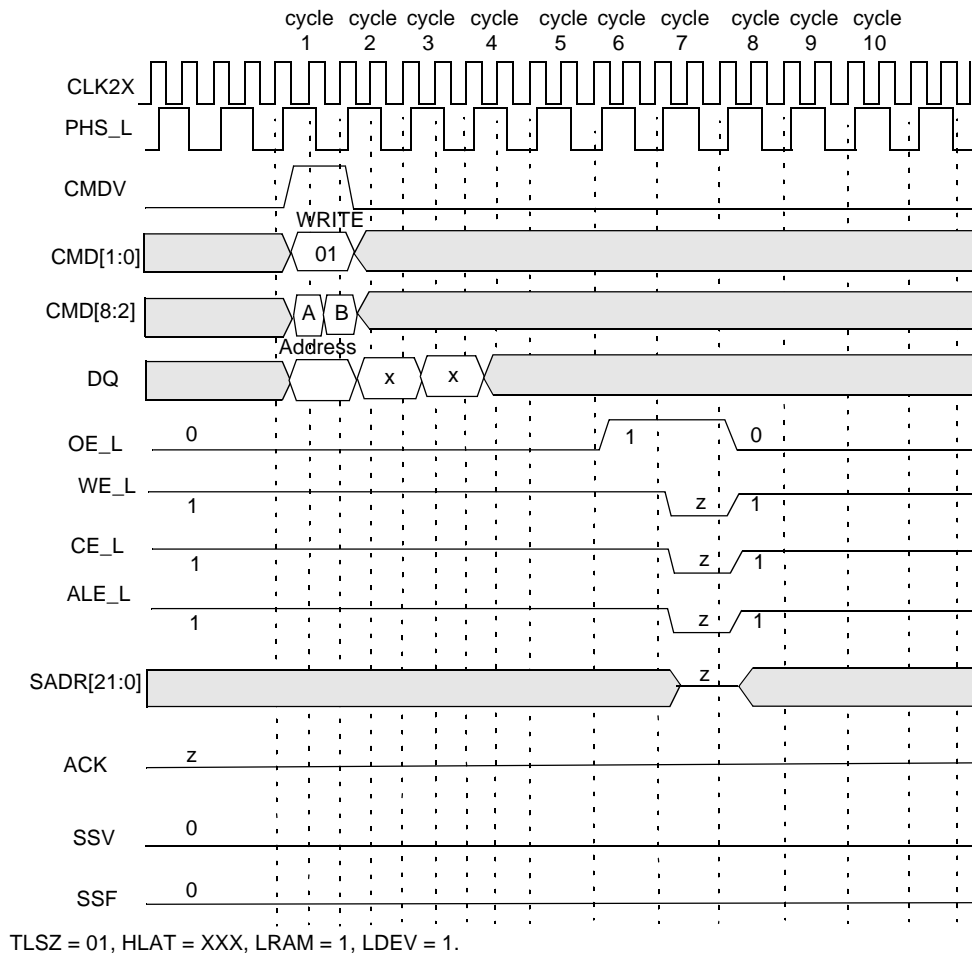 cycle cycle cycle cycle cycle cycle cycle cycle cycle cycle
1 2 3 4 5 6 7 8 9 10
CLK2X
PHS_L
CMDV
WRITE
CMD[1:0] 01
CMD[8:2] A B
Address
DQ x x
OE_L 0 1 0
WE_L 1 z 1
CE_L 1 z 1
ALE_L 1 z 1
SADR[21:0] z
ACK z
SSV 0
SSF 0
TLSZ = 01, HLAT = XXX, LRAM = 1, LDEV = 1.